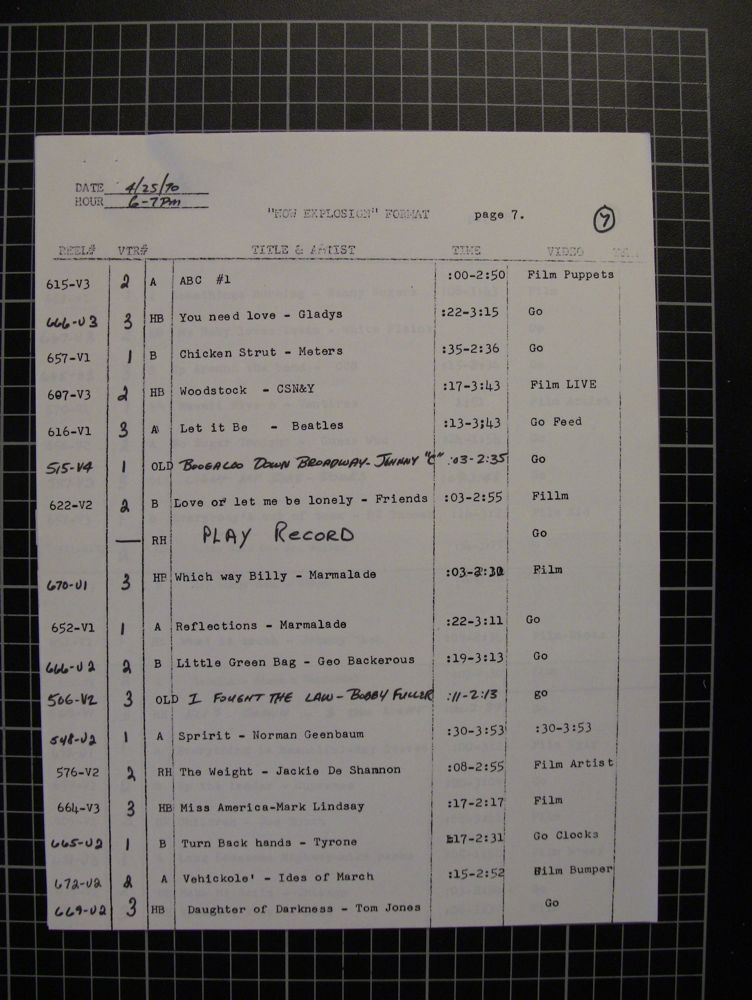 DATE 4/25/70
HOUR 6-7PM
"NOW EXPLOSION" FORMAT page 7. 7
REEL# VTR# TITLE & ARTIST TIME VIDEO
615-V3 2 A ABC #1 :00-2:50 Film Puppets
666-V3 3 HB You need love - Gladys :22-3:15 Go
657-V1 1 B Chicken Strut - Meters :35-2:36 Go
607-V3 2 HB Woodstock - CSN&Y :17-3:43 Film LIVE
616-V1 3 A Let it Be - Beatles :13-3;43 Go Feed
515-V4 1 OLD BOOGALOO DOWN BROADWAY- JOHNNY "C" :03-2:35 Go
622-V2 2 B Love or let me be lonely - Friends :03-2:55 Fillm
— RH PLAY RECORD Go
670-V1 3 HB Which way Billy - Marmalade :03- Film
652-V1 1 A Reflections - Marmalade :22-3:11 Go
666-V2 2 B Little Green Bag - Geo Backerous :19-3:13 Go
506-V2 3 OLD I FOUGHT THE LAW - BOBBY FULLER :11-2:13 go
548-V2 1 A Spririt - Norman Geenbaum :30-3:53 :30-3:53
576-V2 2 RH The Weight - Jackie De Shannon :08-2:55 Film Artist
664-V3 3 HB Miss America-Mark Lindsay :17-2:17 Film
665-V2 1 B Turn Back hands - Tyrone :17-2:31 Go Clocks
672-V2 2 A Vehickole' - Ides of March :15-2:52 Film Bumper
669-V2 3 HB Daughter of Darkness - Tom Jones Go